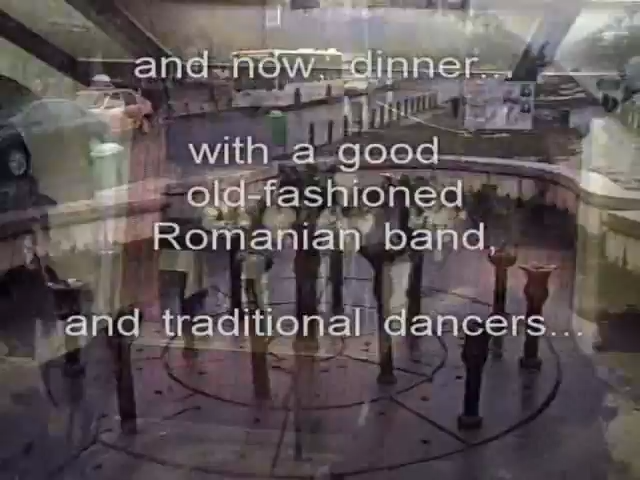 and now, dinner...
with a good
old-fashioned
Romanian band,
and traditional dancers...